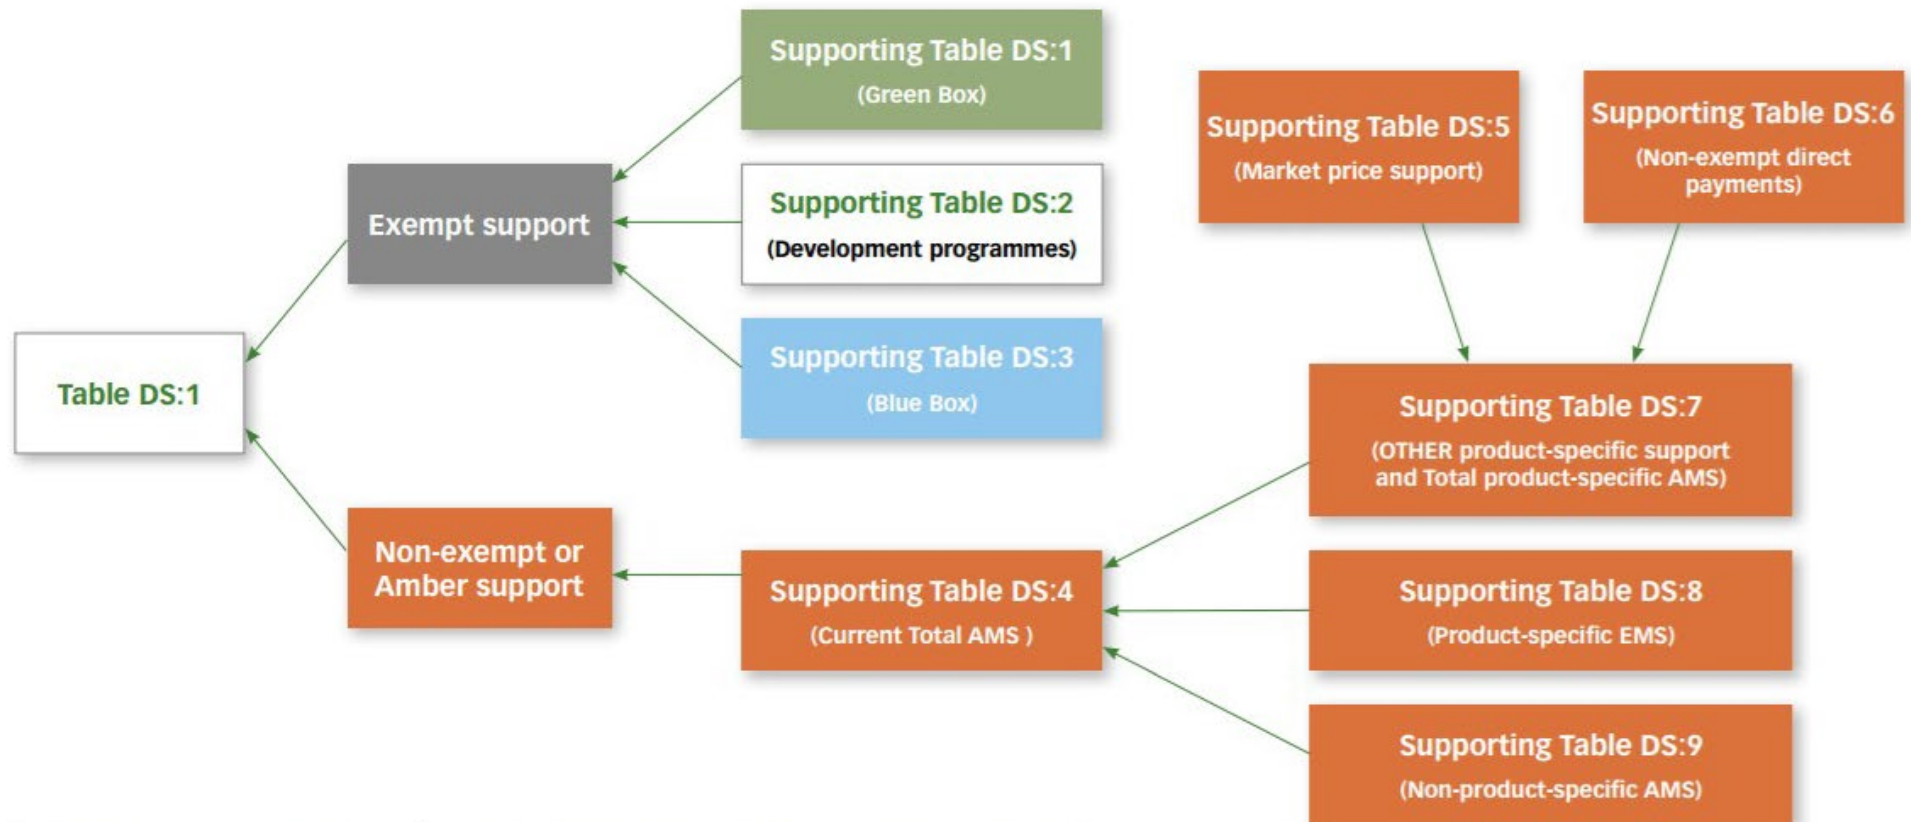 Supporting Table DS:1
(Green Box)
Supporting Table DS:5
(Market price support)
Supporting Table DS:6
(Non-exempt direct
payments)
Exempt support
Supporting Table DS:2
(Development programmes)
Supporting Table DS:3
(Blue Box)
Table DS:1
Supporting Table DS:7
(OTHER product-specific support
and Total product-specific AMS)
Non-exempt or
Amber support
Supporting Table DS:4
(Current Total AMS )
Supporting Table DS:8
(Product-specific EMS)
Supporting Table DS:9
(Non-product-specific AMS)